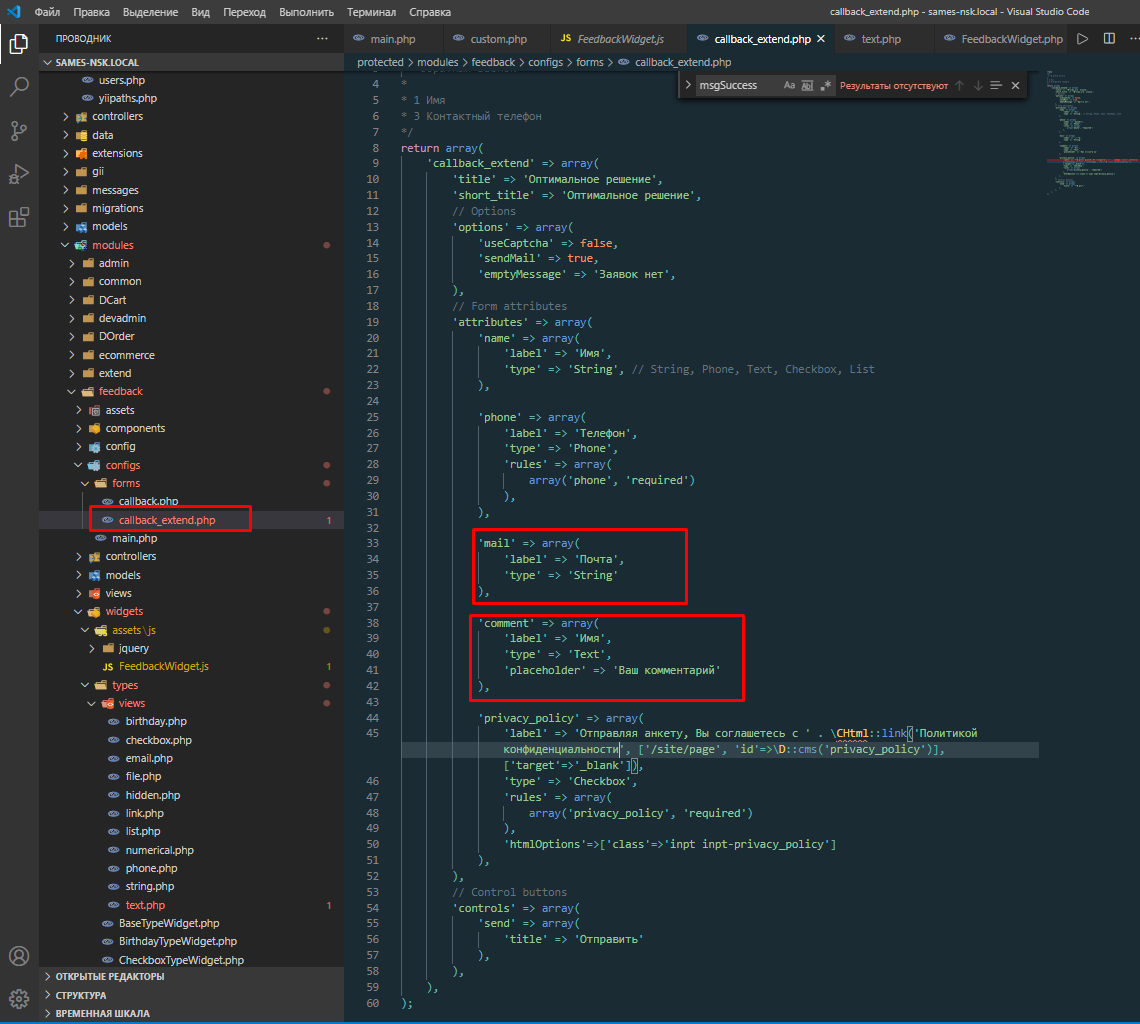 Файл Правка Выделение Вид Переход Выполнить Терминал Справка
callback_extend.php - sames-nsk.local - Visual Studio Code
ПРОВОДНИК
main.php custom.php JS FeedbackWidget.js callback_extend.php text.php FeedbackWidget.php
protected > modules > feedback > configs > forms > callback_extend.php
msgSuccess Aa Ab .* Результаты отсутствуют
SAMES-NSK.LOCAL
users.php
yiipaths.php
controllers
data
extensions
gii
messages
migrations
models
modules
admin
common
DCart
devadmin
DOrder
ecommerce
extend
feedback
assets
components
config
configs
forms
callback.php
callback_extend.php 1
main.php
controllers
models
views
widgets
assets\js
jquery
JS FeedbackWidget.js 1
types
views
birthday.php
checkbox.php
email.php
file.php
hidden.php
link.php
list.php
numerical.php
phone.php
string.php
text.php 1
BaseTypeWidget.php
BirthdayTypeWidget.php
CheckboxTypeWidget.php
ОТКРЫТЫЕ РЕДАКТОРЫ
СТРУКТУРА
ВРЕМЕННАЯ ШКАЛА
4 *
5 * 1 Имя
6 * 3 Контактный телефон
7 */
8 return array(
9 'callback_extend' => array(
10 'title' => 'Оптимальное решение',
11 'short_title' => 'Оптимальное решение',
12 // Options
13 'options' => array(
14 'useCaptcha' => false,
15 'sendMail' => true,
16 'emptyMessage' => 'Заявок нет',
17 ),
18 // Form attributes
19 'attributes' => array(
20 'name' => array(
21 'label' => 'Имя',
22 'type' => 'String', // String, Phone, Text, Checkbox, List
23 ),
24
25 'phone' => array(
26 'label' => 'Телефон',
27 'type' => 'Phone',
28 'rules' => array(
29 array('phone', 'required')
30 ),
31 ),
32
33 'mail' => array(
34 'label' => 'Почта',
35 'type' => 'String'
36 ),
37
38 'comment' => array(
39 'label' => 'Имя',
40 'type' => 'Text',
41 'placeholder' => 'Ваш комментарий'
42 ),
43
44 'privacy_policy' => array(
45 'label' => 'Отправляя анкету, Вы соглашетесь с ' . \CHtml::link('Политикой
конфиденциальности', ['/site/page', 'id'=>\D::cms('privacy_policy')],
['target'=>'_blank']),
46 'type' => 'Checkbox',
47 'rules' => array(
48 array('privacy_policy', 'required')
49 ),
50 'htmlOptions'=>['class'=>'inpt inpt-privacy_policy']
51 ),
52 ),
53 // Control buttons
54 'controls' => array(
55 'send' => array(
56 'title' => 'Отправить'
57 ),
58 ),
59 ),
60 );